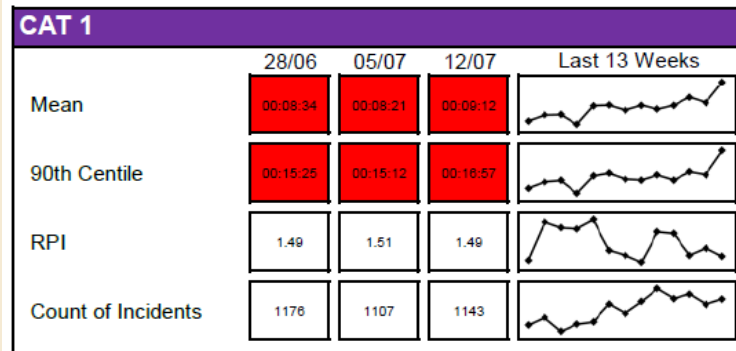 CAT 1
28/06 05/07 12/07 Last 13 Weeks
Mean 00:08:34 00:08:21 00:09:12
90th Centile 00:15:25 00:15:12 00:16:57
RPI 1.49 1.51 1.49
Count of Incidents 1176 1107 1143